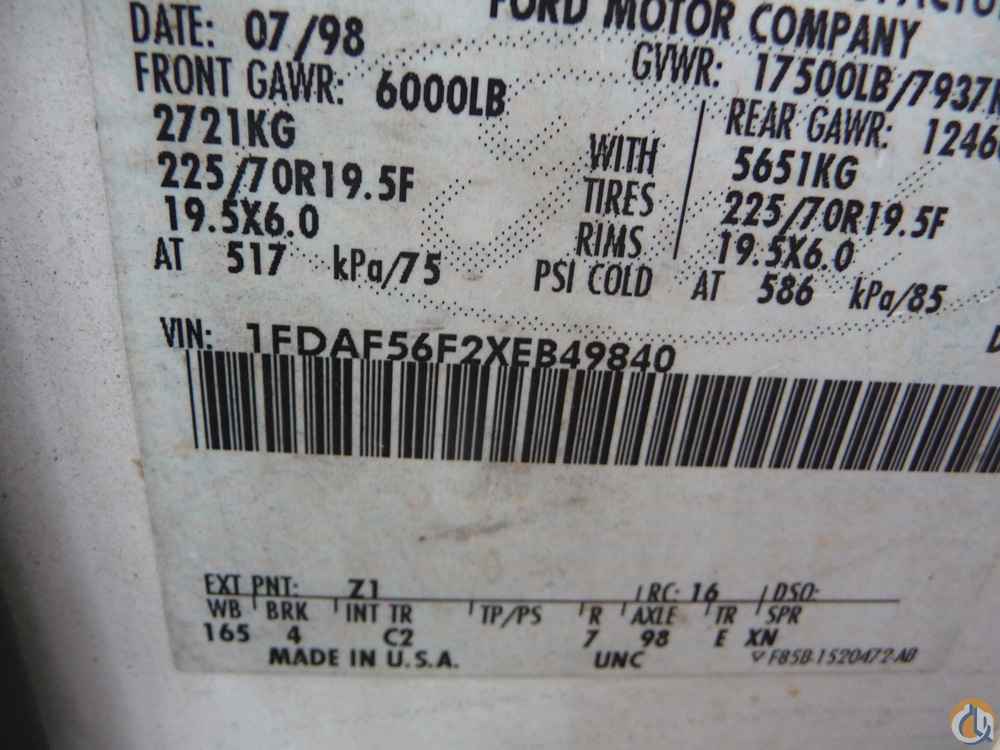 FORD MOTOR COMPANY
DATE: 07/98
GVWR: 17500LB/7937
FRONT GAWR: 6000LB
REAR GAWR: 1246
2721KG
WITH
5651KG
225/70R19.5F
TIRES
225/70R19.5F
19.5X6.0
RIMS
19.5X6.0
AT 517 kPa/75
PSI COLD
AT 586 kPa/85
VIN: 1FDAF56F2XEB49840
EXT PNT: Z1
RC: 16
DSO:
WB BRK INT TR TP/PS R AXLE TR SPR
165 4 C2 7 98 E XN
MADE IN U.S.A.
UNC
F85B-1520472-AB